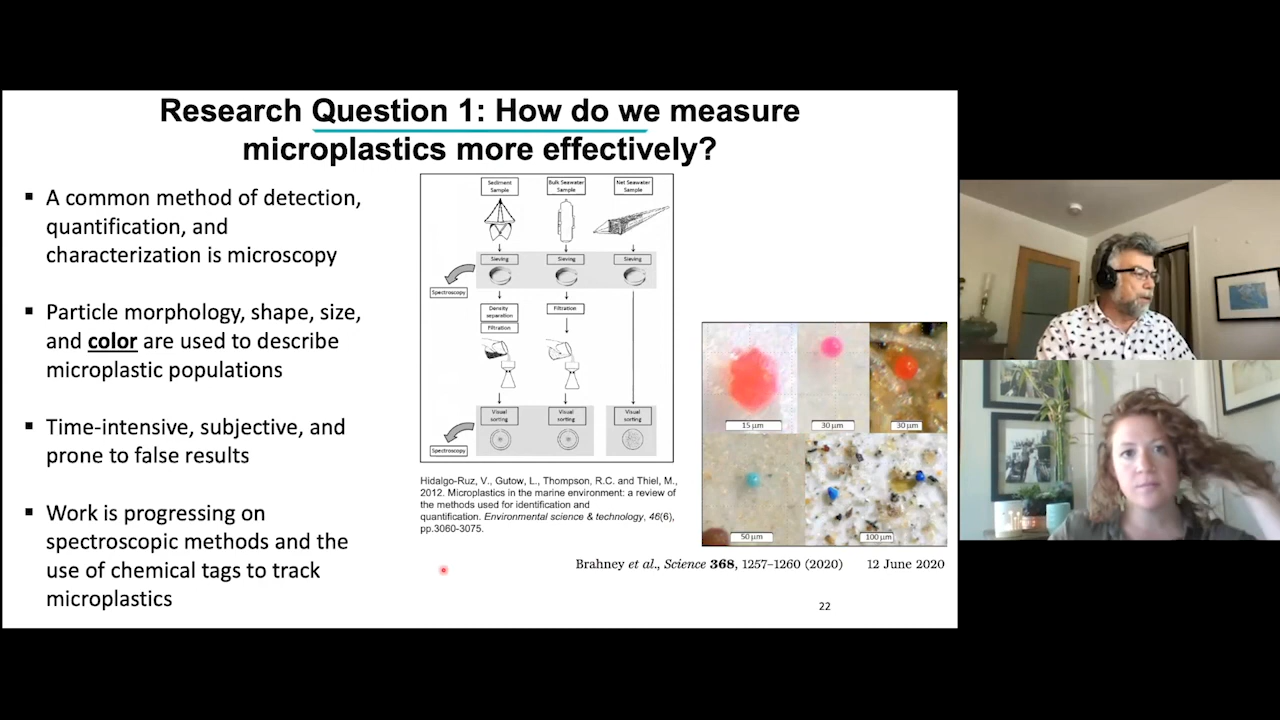 Research Question 1: How do we measure
microplastics more effectively?
▪ A common method of detection,
quantification, and
characterization is microscopy
▪ Particle morphology, shape, size,
and color are used to describe
microplastic populations
▪ Time-intensive, subjective, and
prone to false results
▪ Work is progressing on
spectroscopic methods and the
use of chemical tags to track
microplastics
Sediment
Sample
Bulk Seawater
Sample
Net Seawater
Sample
Sieving
Sieving
Sieving
Spectroscopy
Density
separation
Filtration
Filtration
Visual
sorting
Visual
sorting
Visual
sorting
Spectroscopy
Hidalgo-Ruz, V., Gutow, L., Thompson, R.C. and Thiel, M.,
2012. Microplastics in the marine environment: a review of
the methods used for identification and
quantification. Environmental science & technology, 46(6),
pp.3060-3075.
15 µm
30 µm
30 µm
50 µm
100 µm
Brahney et al., Science 368, 1257–1260 (2020) 12 June 2020
22